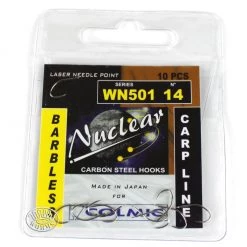 LASER NEEDLE POINT
10 PCS
SERIES
WN501
N°
14
Nuclear
CARBON STEEL HOOKS
MADE IN JAPAN
FOR
COLMIC
BARBLES
CARP LINE